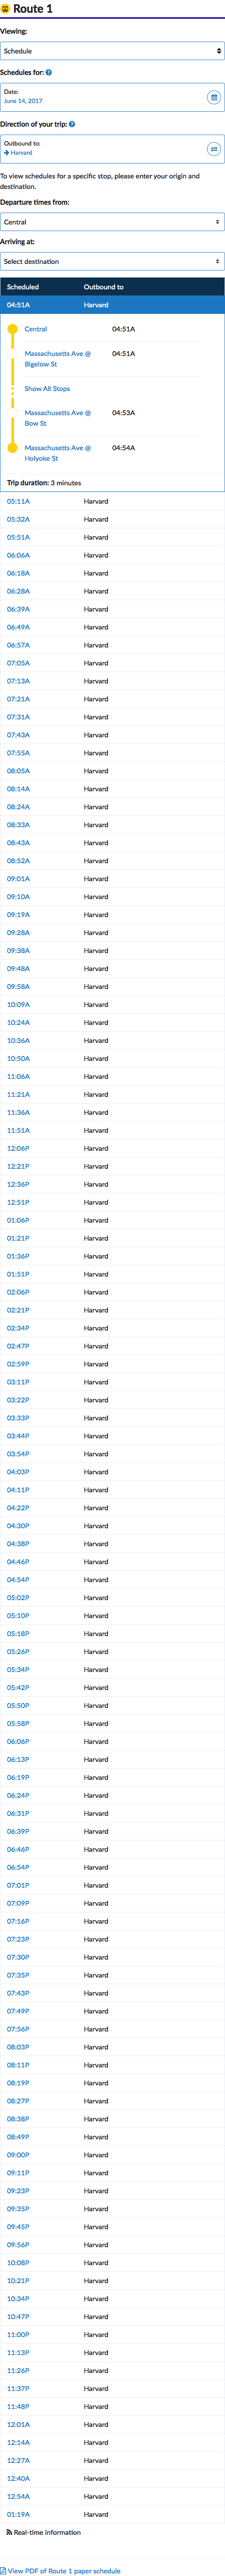 Route 1
Viewing:
Schedule
Schedules for:
Date:
June 14, 2017
Direction of your trip:
Outbound to:
Harvard
To view schedules for a specific stop, please enter your origin and
destination.
Departure times from:
Central
Arriving at:
Select destination
Scheduled Outbound to
04:51A Harvard
Central 04:51A
Massachusetts Ave @ 04:51A
Bigelow St
Show All Stops
Massachusetts Ave @ 04:53A
Bow St
Massachusetts Ave @ 04:54A
Holyoke St
Trip duration: 3 minutes
05:11A Harvard
05:32A Harvard
05:51A Harvard
06:06A Harvard
06:18A Harvard
06:28A Harvard
06:39A Harvard
06:49A Harvard
06:57A Harvard
07:05A Harvard
07:13A Harvard
07:21A Harvard
07:31A Harvard
07:43A Harvard
07:55A Harvard
08:05A Harvard
08:14A Harvard
08:24A Harvard
08:33A Harvard
08:43A Harvard
08:52A Harvard
09:01A Harvard
09:10A Harvard
09:19A Harvard
09:28A Harvard
09:38A Harvard
09:48A Harvard
09:58A Harvard
10:09A Harvard
10:24A Harvard
10:36A Harvard
10:50A Harvard
11:06A Harvard
11:21A Harvard
11:36A Harvard
11:51A Harvard
12:06P Harvard
12:21P Harvard
12:36P Harvard
12:51P Harvard
01:06P Harvard
01:21P Harvard
01:36P Harvard
01:51P Harvard
02:06P Harvard
02:21P Harvard
02:34P Harvard
02:47P Harvard
02:59P Harvard
03:11P Harvard
03:22P Harvard
03:33P Harvard
03:44P Harvard
03:54P Harvard
04:03P Harvard
04:11P Harvard
04:22P Harvard
04:30P Harvard
04:38P Harvard
04:46P Harvard
04:54P Harvard
05:02P Harvard
05:10P Harvard
05:18P Harvard
05:26P Harvard
05:34P Harvard
05:42P Harvard
05:50P Harvard
05:58P Harvard
06:06P Harvard
06:13P Harvard
06:19P Harvard
06:24P Harvard
06:31P Harvard
06:39P Harvard
06:46P Harvard
06:54P Harvard
07:01P Harvard
07:09P Harvard
07:16P Harvard
07:23P Harvard
07:30P Harvard
07:35P Harvard
07:43P Harvard
07:49P Harvard
07:56P Harvard
08:03P Harvard
08:11P Harvard
08:19P Harvard
08:27P Harvard
08:38P Harvard
08:49P Harvard
09:00P Harvard
09:11P Harvard
09:23P Harvard
09:35P Harvard
09:45P Harvard
09:56P Harvard
10:08P Harvard
10:21P Harvard
10:34P Harvard
10:47P Harvard
11:00P Harvard
11:13P Harvard
11:26P Harvard
11:37P Harvard
11:48P Harvard
12:01A Harvard
12:14A Harvard
12:27A Harvard
12:40A Harvard
12:54A Harvard
01:19A Harvard
Real-time information
View PDF of Route 1 paper schedule